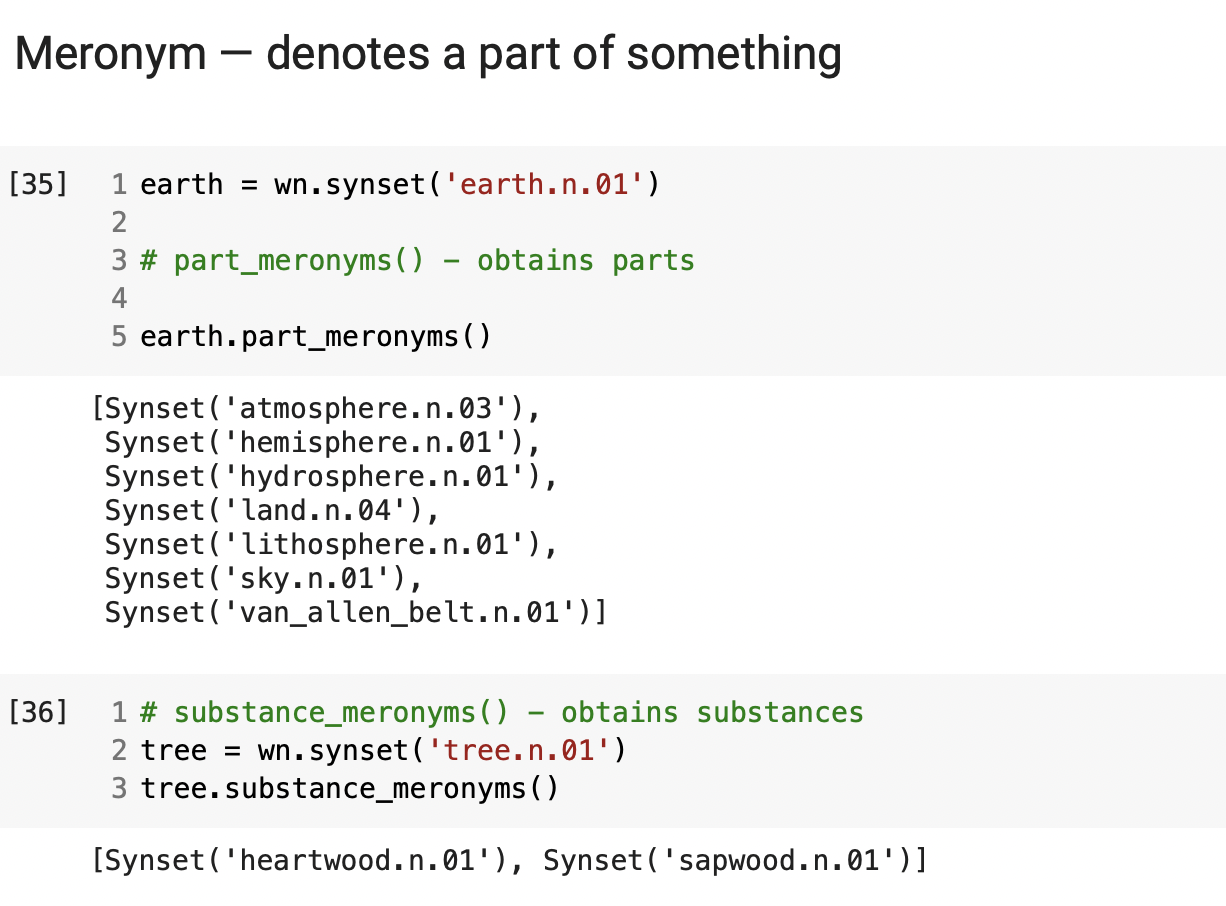 Meronym — denotes a part of something
[35] 1 earth = wn.synset('earth.n.01')
2
3 # part_meronyms() – obtains parts
4
5 earth.part_meronyms()
[Synset('atmosphere.n.03'),
 Synset('hemisphere.n.01'),
 Synset('hydrosphere.n.01'),
 Synset('land.n.04'),
 Synset('lithosphere.n.01'),
 Synset('sky.n.01'),
 Synset('van_allen_belt.n.01')]
[36] 1 # substance_meronyms() – obtains substances
2 tree = wn.synset('tree.n.01')
3 tree.substance_meronyms()
[Synset('heartwood.n.01'), Synset('sapwood.n.01')]